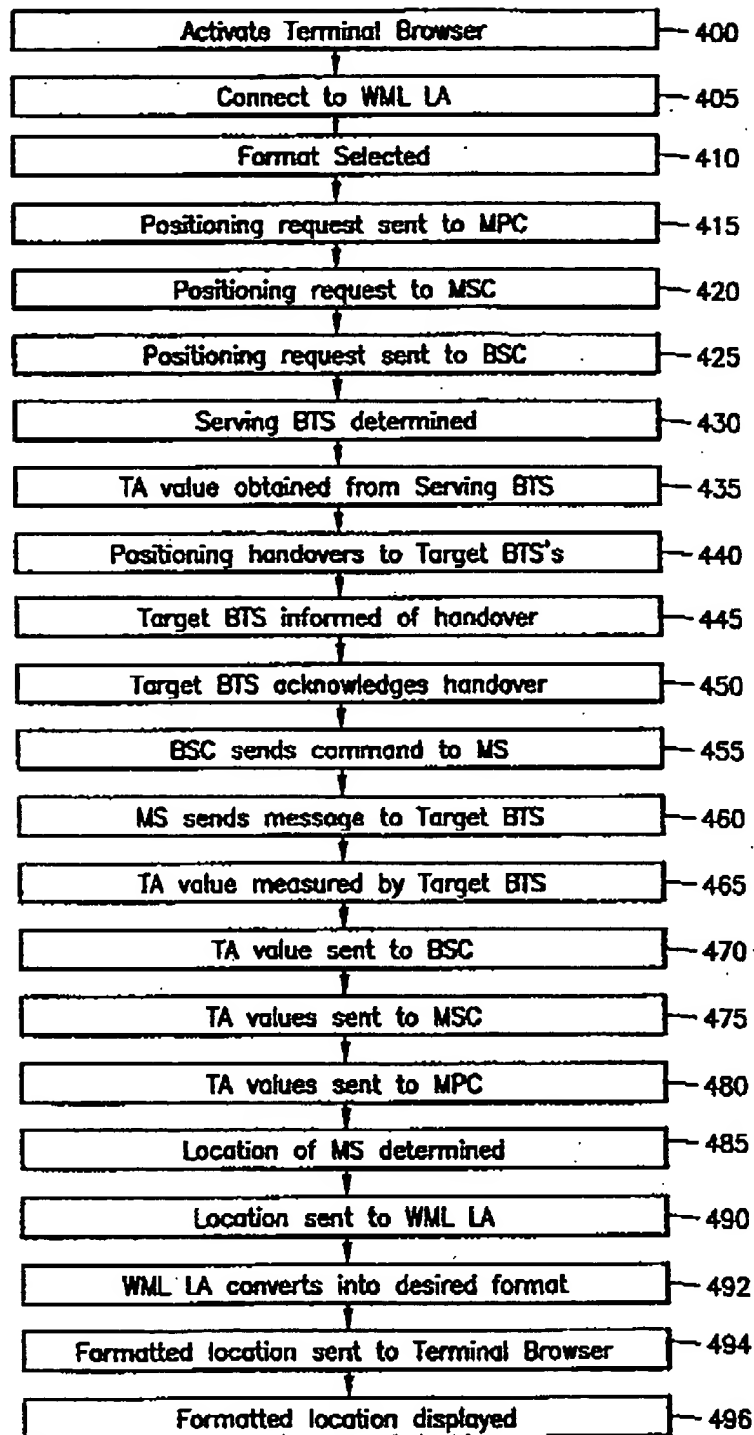 Activate Terminal Browser 400
Connect to WML LA 405
Format Selected 410
Positioning request sent to MPC 415
Positioning request to MSC 420
Positioning request sent to BSC 425
Serving BTS determined 430
TA value obtained from Serving BTS 435
Positioning handovers to Target BTS's 440
Target BTS informed of handover 445
Target BTS acknowledges handover 450
BSC sends command to MS 455
MS sends message to Target BTS 460
TA value measured by Target BTS 465
TA value sent to BSC 470
TA values sent to MSC 475
TA values sent to MPC 480
Location of MS determined 485
Location sent to WML LA 490
WML LA converts into desired format 492
Formatted location sent to Terminal Browser 494
Formatted location displayed 496